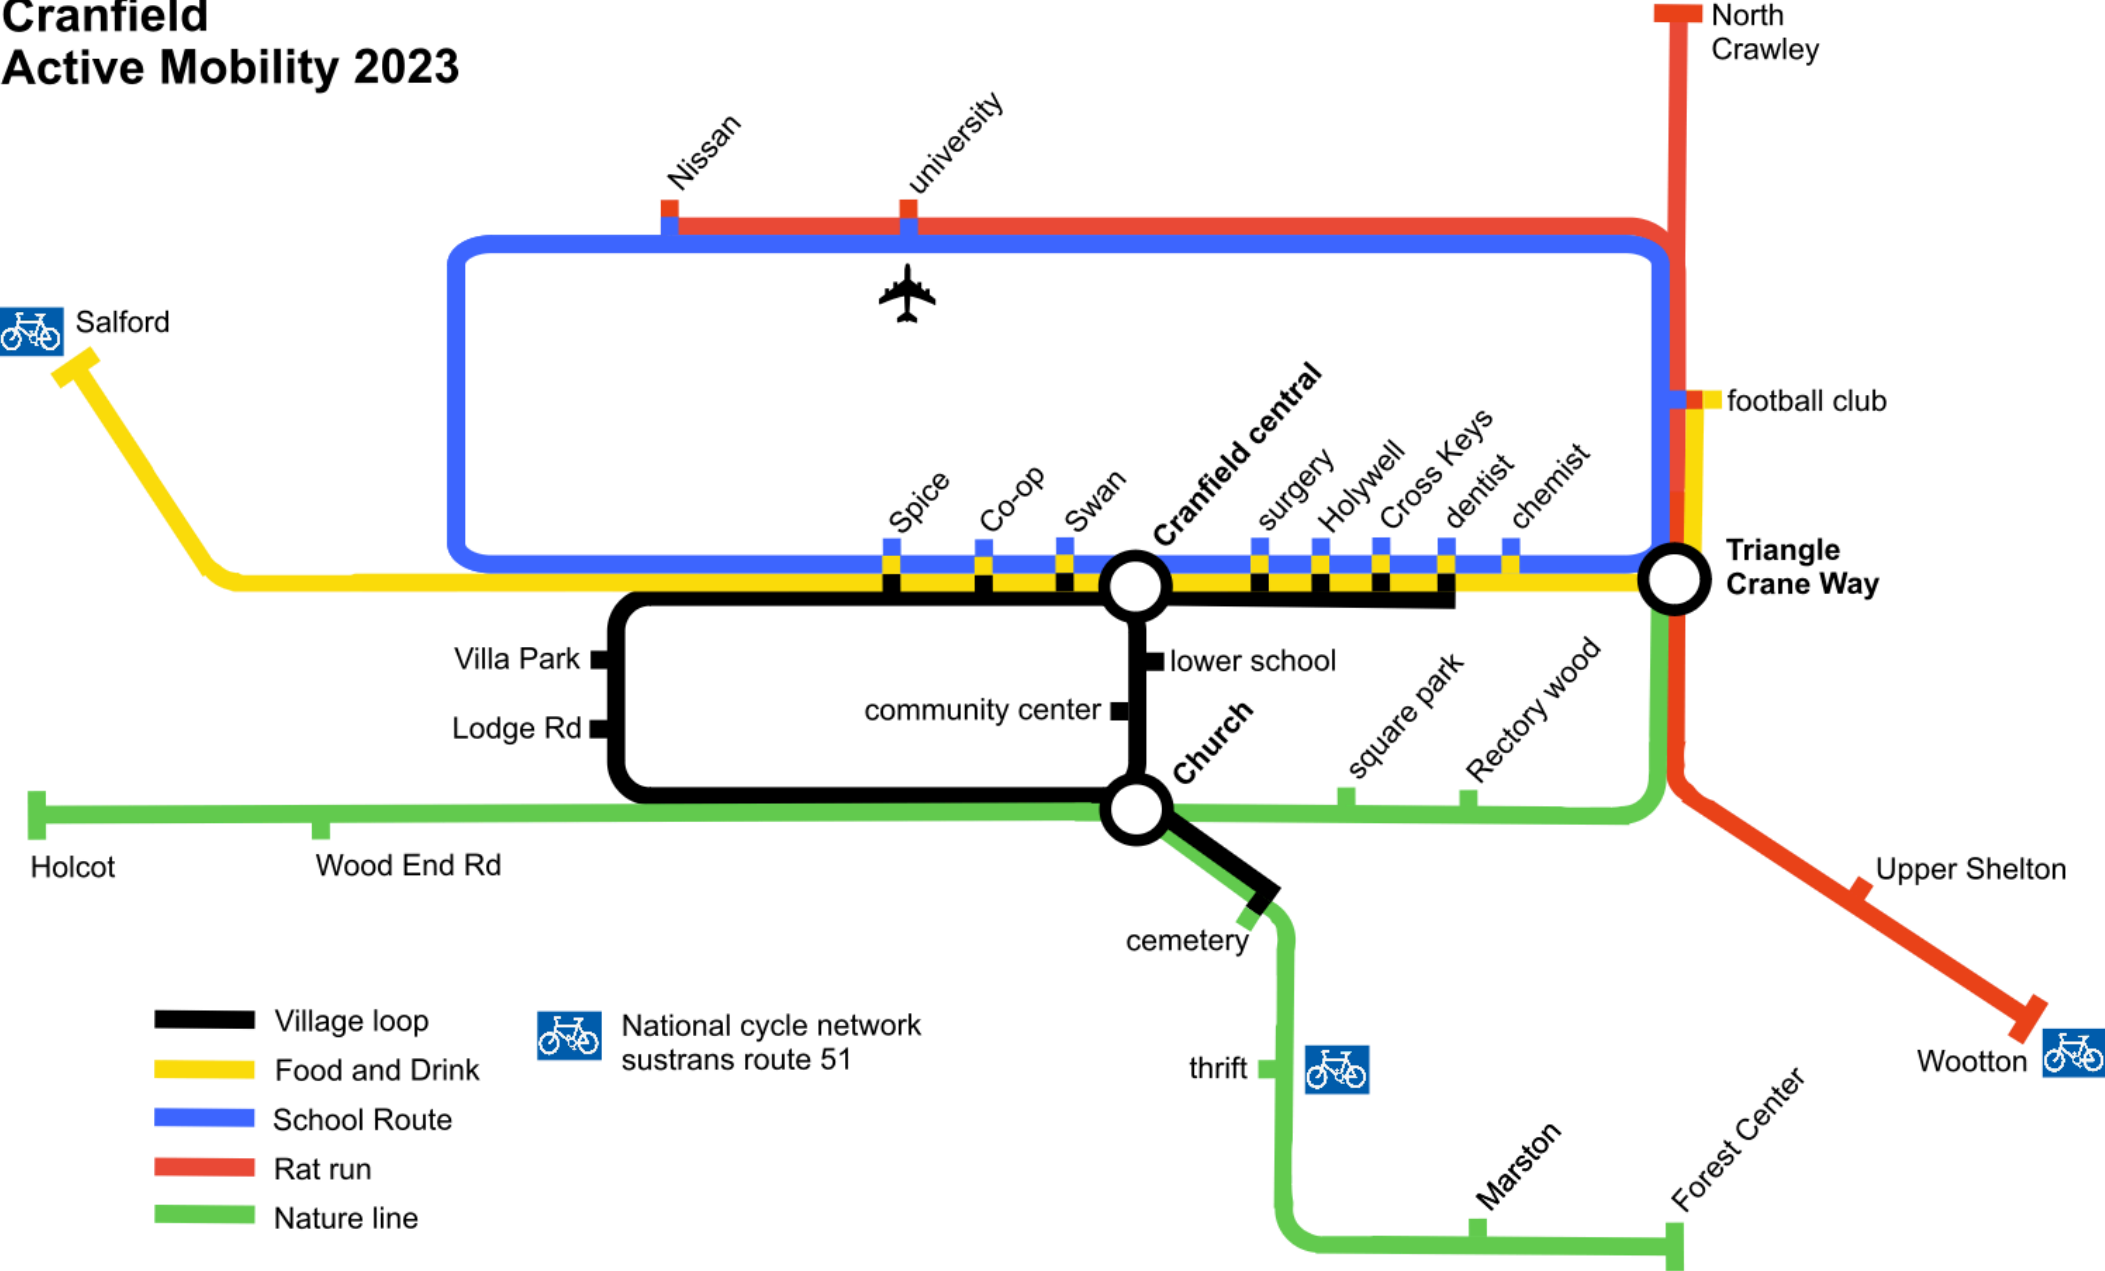 Cranfield
Active Mobility 2023
North
Crawley
Nissan
university
Salford
football club
Cranfield central
Spice
Co-op
Swan
surgery
Holywell
Cross Keys
dentist
chemist
Triangle
Crane Way
Villa Park
lower school
Lodge Rd
community center
Church
square park
Rectory wood
Holcot
Wood End Rd
Upper Shelton
cemetery
Village loop
Food and Drink
School Route
Rat run
Nature line
National cycle network
sustrans route 51
thrift
Wootton
Marston
Forest Center